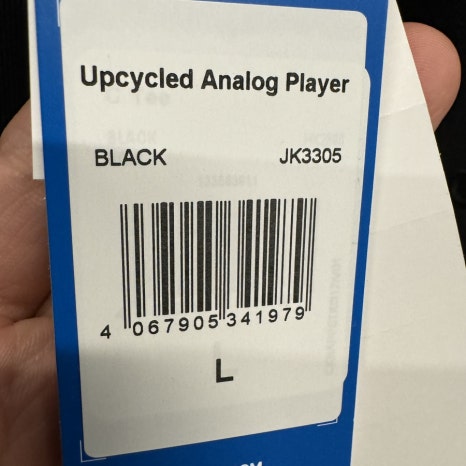 Upcycled Analog Player
BLACK JK3305
4 067905 341979
L